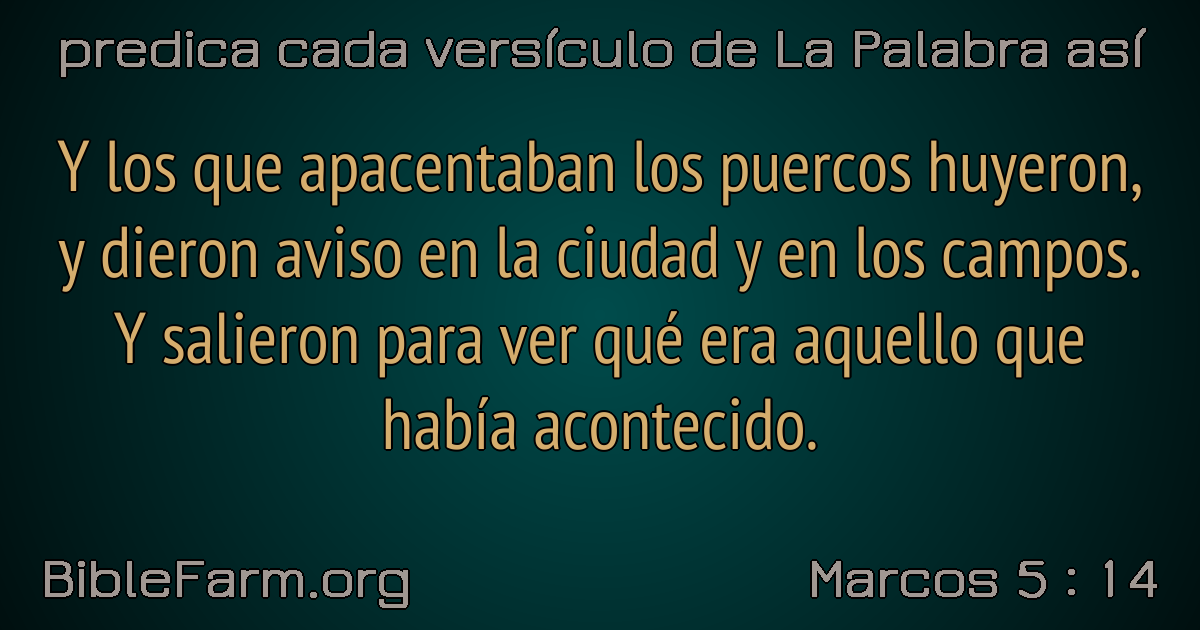 predica cada versículo de La Palabra así
Y los que apacentaban los puercos huyeron,
y dieron aviso en la ciudad y en los campos.
Y salieron para ver qué era aquello que
había acontecido.
BibleFarm.org
Marcos 5 : 14